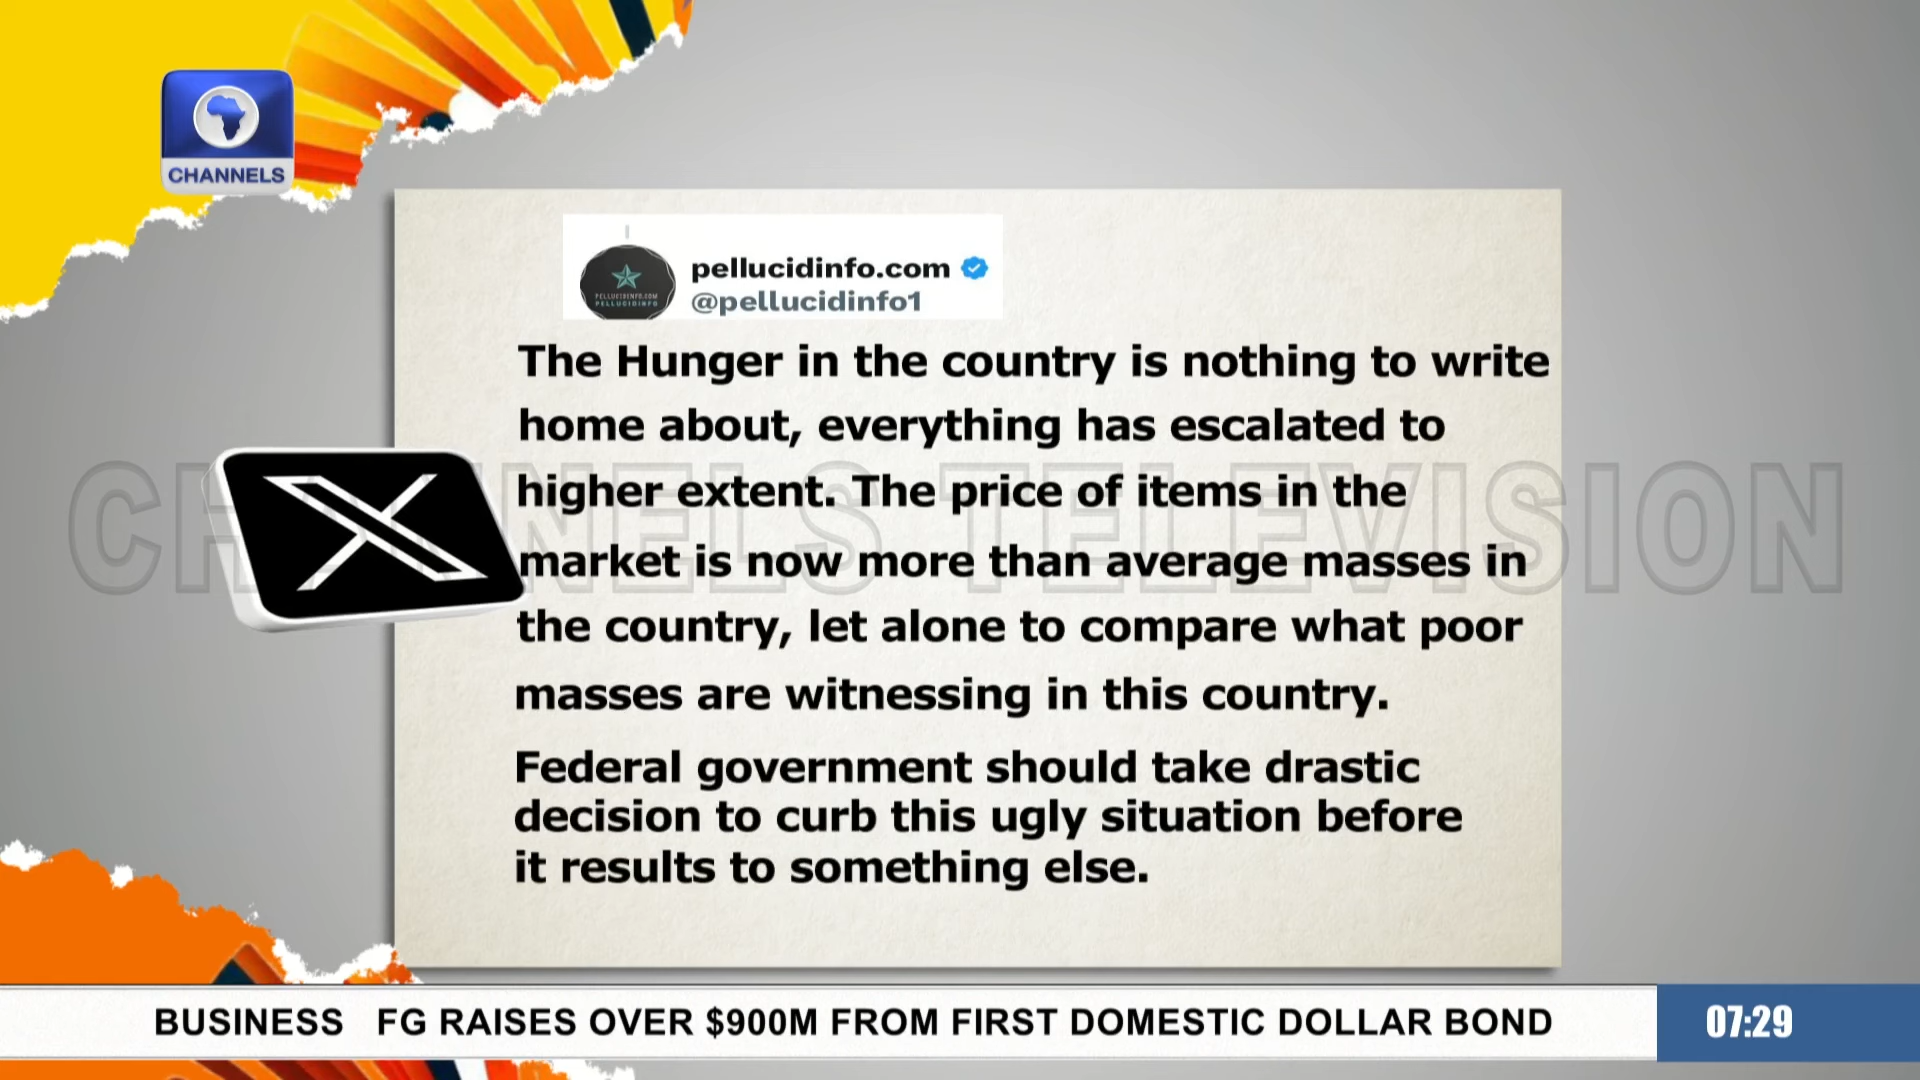 CHANNELS
pellucidinfo.com
@pellucidinfo1
PELLUCIDINFO.COM
PELLUCIDINFO
The Hunger in the country is nothing to write
home about, everything has escalated to
higher extent. The price of items in the
market is now more than average masses in
the country, let alone to compare what poor
masses are witnessing in this country.
Federal government should take drastic
decision to curb this ugly situation before
it results to something else.
CHANNELS TELEVISION
BUSINESS FG RAISES OVER $900M FROM FIRST DOMESTIC DOLLAR BOND
07:29